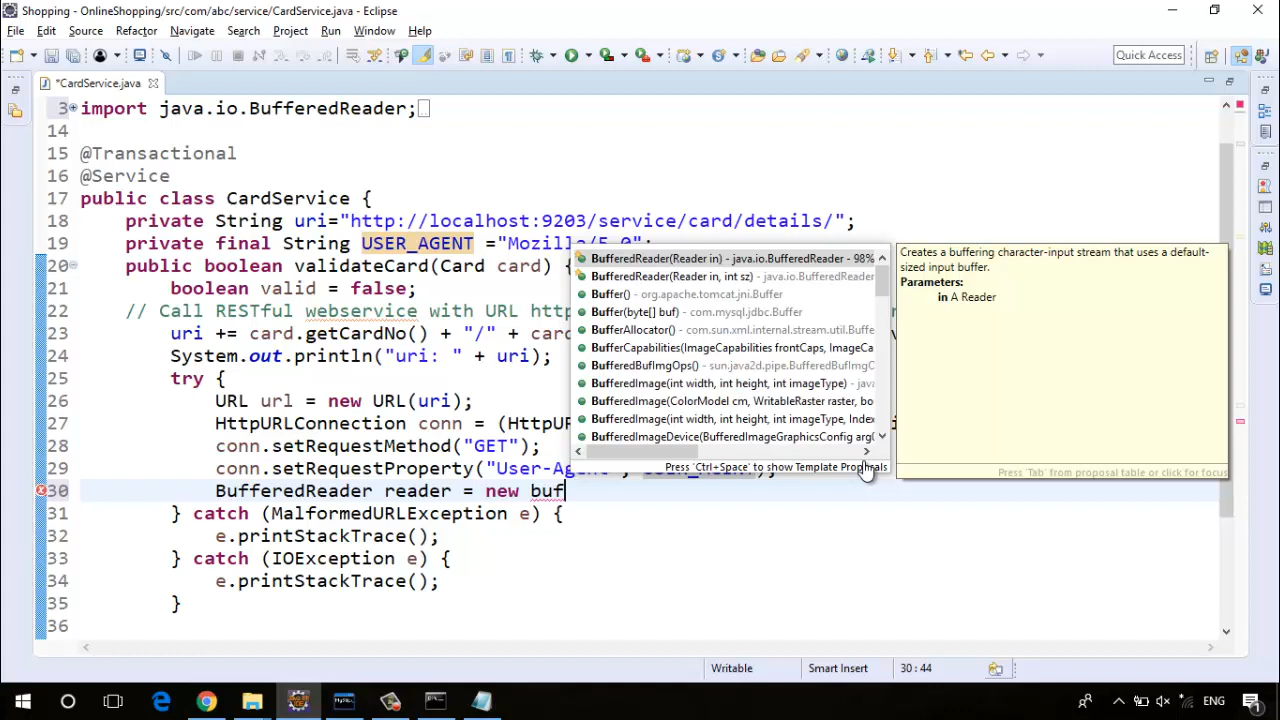 Shopping - OnlineShopping/src/com/abc/service/CardService.java - Eclipse
File Edit Source Refactor Navigate Search Project Run Window Help
Quick Access
*CardService.java
3 import java.io.BufferedReader;
14
15 @Transactional
16 @Service
17 public class CardService {
18 private String uri="http://localhost:9203/service/card/details/";
19 private final String USER_AGENT ="Mozilla/5.0";
20 public boolean validateCard(Card card) {
21 boolean valid = false;
22 // Call RESTful webservice with URL http
23 uri += card.getCardNo() + "/" + card
24 System.out.println("uri: " + uri);
25 try {
26 URL url = new URL(uri);
27 HttpURLConnection conn = (HttpURL
28 conn.setRequestMethod("GET");
29 conn.setRequestProperty("User-Agent",
30 BufferedReader reader = new buf
31 } catch (MalformedURLException e) {
32 e.printStackTrace();
33 } catch (IOException e) {
34 e.printStackTrace();
35 }
36
BufferedReader(Reader in) - java.io.BufferedReader - 98%
BufferedReader(Reader in, int sz) - java.io.BufferedReader
Buffer() - org.apache.tomcat.jni.Buffer
Buffer(byte[] buf) - com.mysql.jdbc.Buffer
BufferAllocator() - com.sun.xml.internal.stream.util.Buffe
BufferCapabilities(ImageCapabilities frontCaps, ImageCa
BufferedBufImgOps() - sun.java2d.pipe.BufferedBufImgO
BufferedImage(int width, int height, int imageType) - java
BufferedImage(ColorModel cm, WritableRaster raster, bo
BufferedImage(int width, int height, int imageType, Index
BufferedImageDevice(BufferedImageGraphicsConfig arg(
Press 'Ctrl+Space' to show Template Proposals
Creates a buffering character-input stream that uses a default-
sized input buffer.
Parameters:
in A Reader
Press 'Tab' from proposal table or click for focus
Writable Smart Insert 30 : 44
ENG